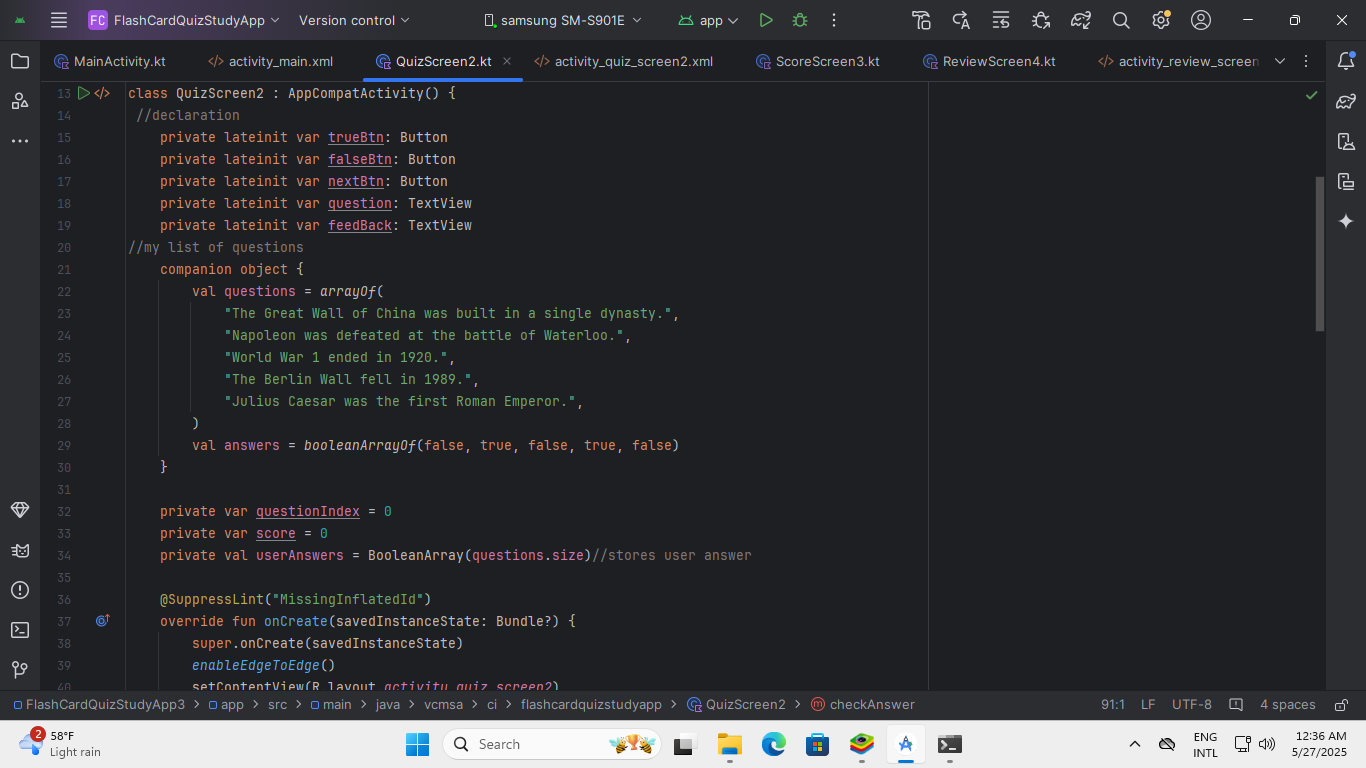 FC FlashCardQuizStudyApp Version control samsung SM-S901E app
MainActivity.kt activity_main.xml QuizScreen2.kt activity_quiz_screen2.xml ScoreScreen3.kt ReviewScreen4.kt activity_review_screen
13 class QuizScreen2 : AppCompatActivity() {
14 //declaration
15 private lateinit var trueBtn: Button
16 private lateinit var falseBtn: Button
17 private lateinit var nextBtn: Button
18 private lateinit var question: TextView
19 private lateinit var feedBack: TextView
20 //my list of questions
21 companion object {
22 val questions = arrayOf(
23 "The Great Wall of China was built in a single dynasty.",
24 "Napoleon was defeated at the battle of Waterloo.",
25 "World War 1 ended in 1920.",
26 "The Berlin Wall fell in 1989.",
27 "Julius Caesar was the first Roman Emperor.",
28 )
29 val answers = booleanArrayOf(false, true, false, true, false)
30 }
31
32 private var questionIndex = 0
33 private var score = 0
34 private val userAnswers = BooleanArray(questions.size)//stores user answer
35
36 @SuppressLint("MissingInflatedId")
37 override fun onCreate(savedInstanceState: Bundle?) {
38 super.onCreate(savedInstanceState)
39 enableEdgeToEdge()
40 setContentView(R.layout.activity_quiz_screen2)
FlashCardQuizStudyApp3 > app > src > main > java > vcmsa > ci > flashcardquizstudyapp > QuizScreen2 > m checkAnswer 91:1 LF UTF-8 4 spaces
2 58°F
Light rain
Search
ENG
INTL
12:36 AM
5/27/2025